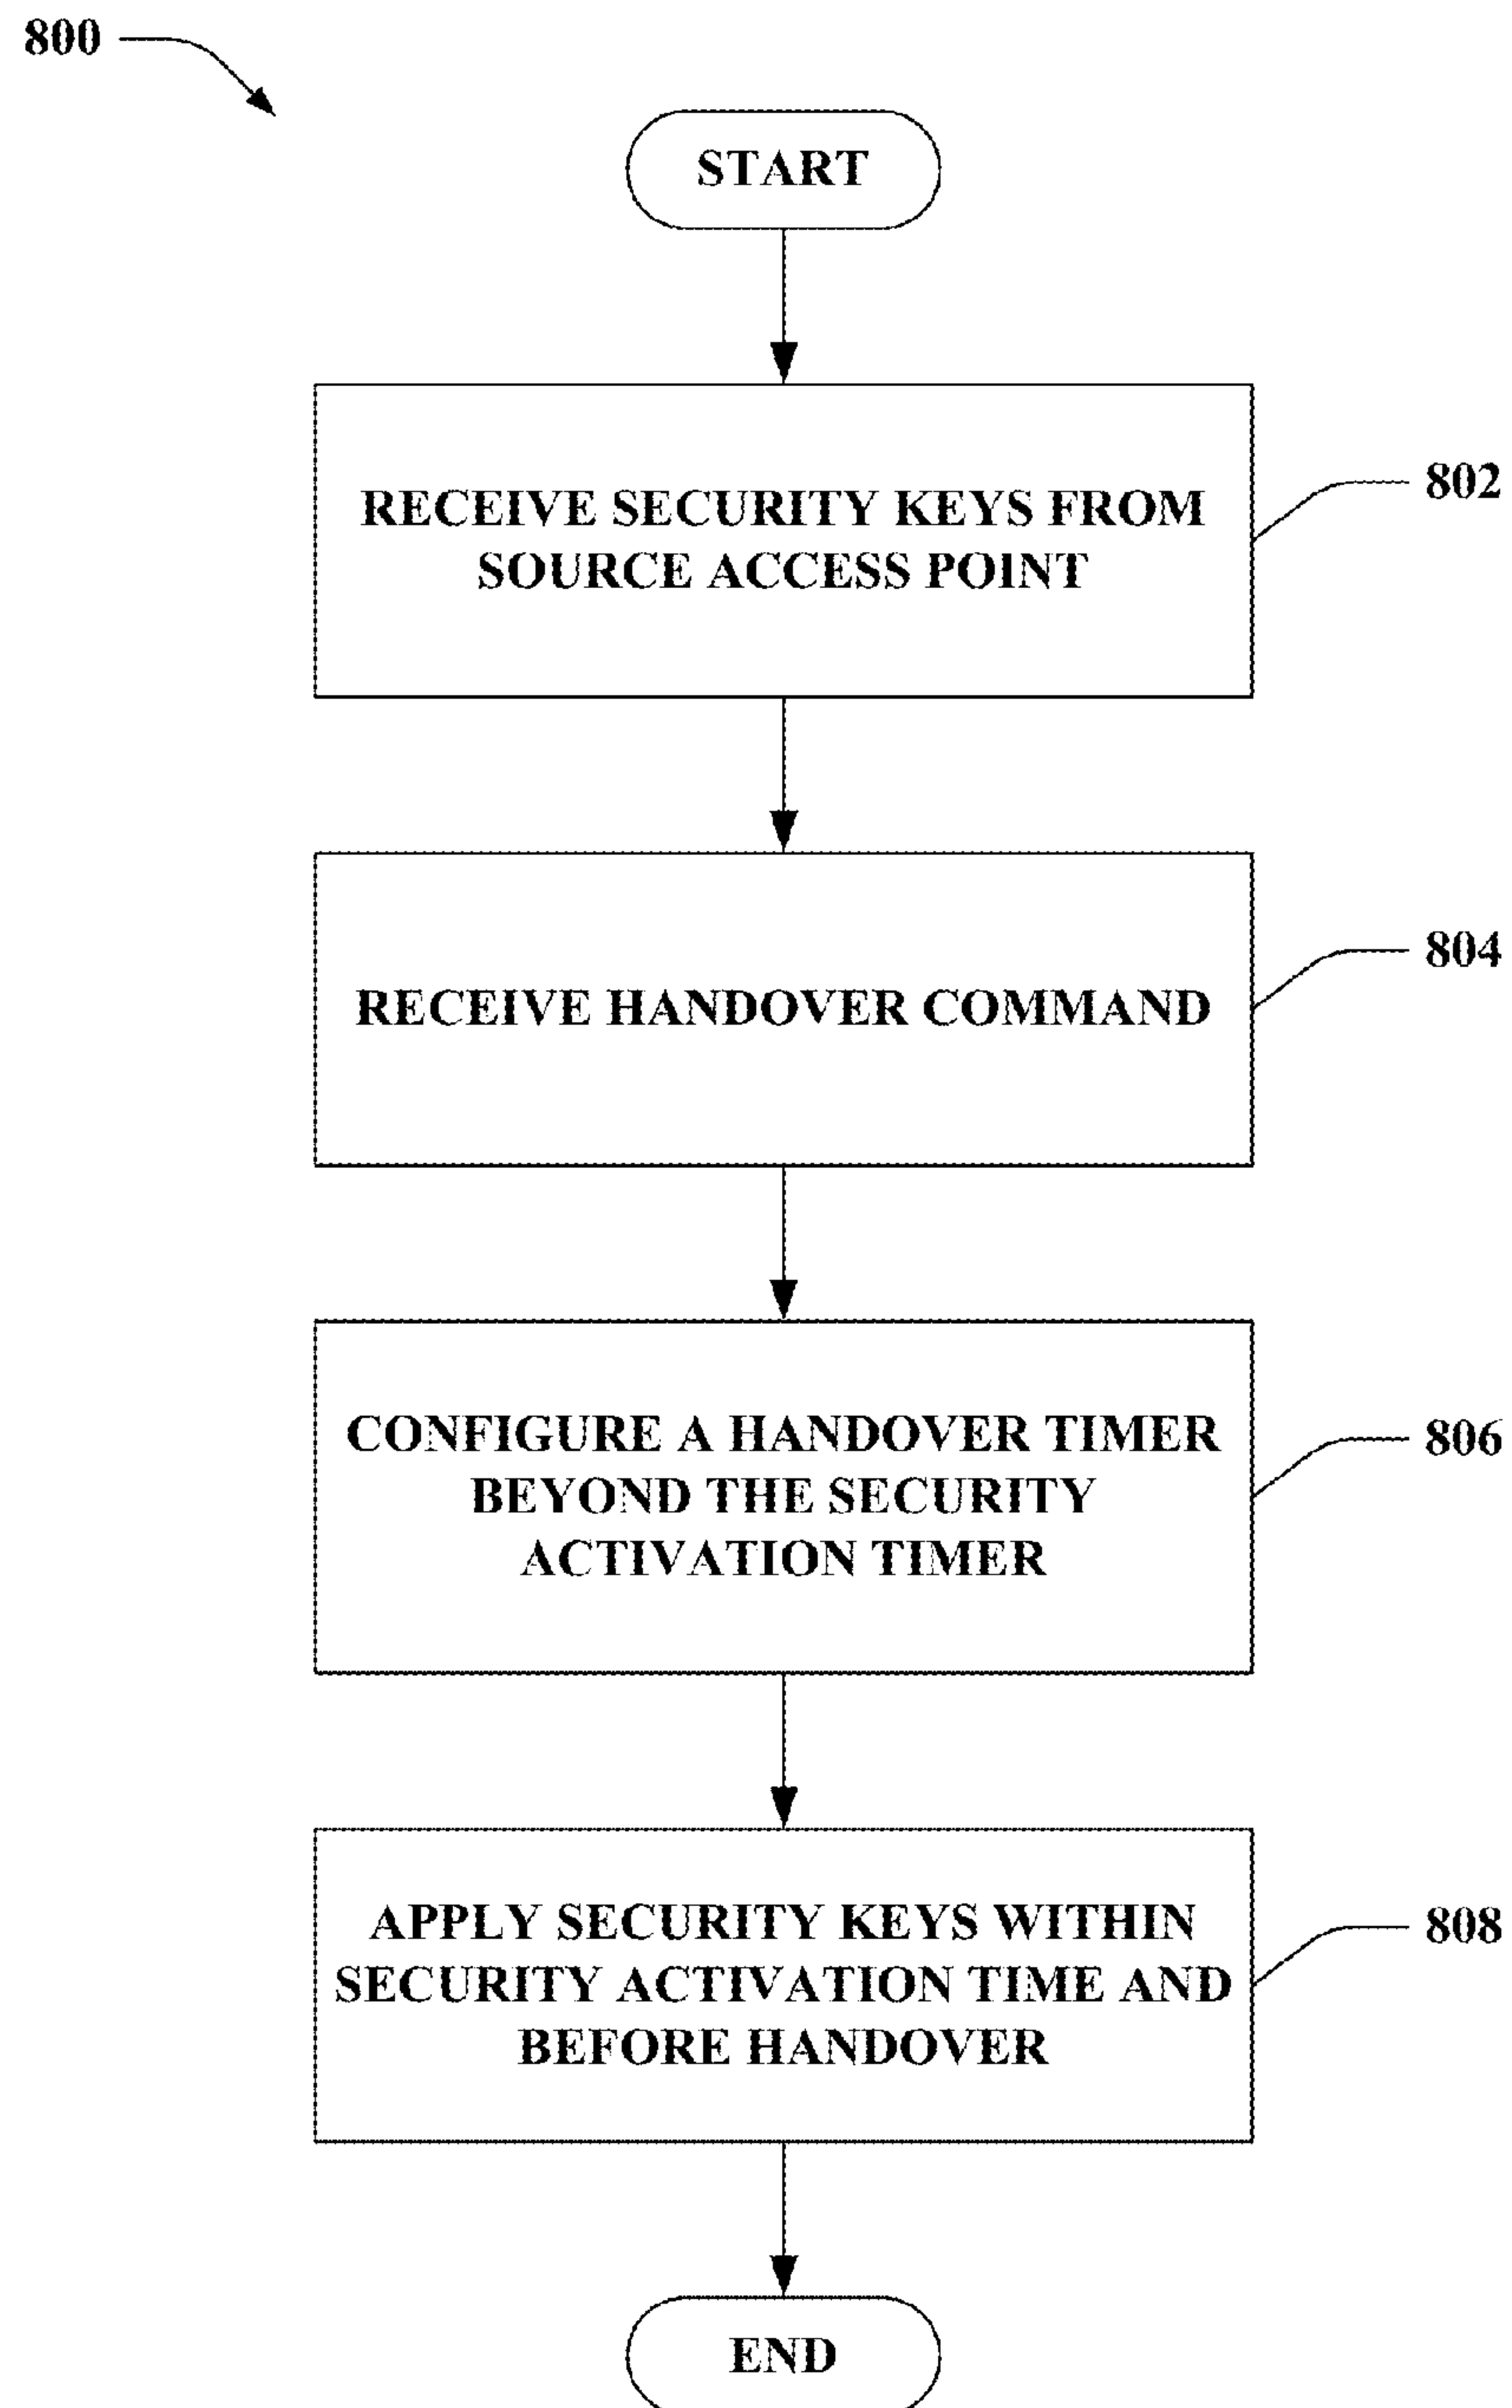 800
START
RECEIVE SECURITY KEYS FROM
SOURCE ACCESS POINT
802
RECEIVE HANDOVER COMMAND
804
CONFIGURE A HANDOVER TIMER
BEYOND THE SECURITY
ACTIVATION TIMER
806
APPLY SECURITY KEYS WITHIN
SECURITY ACTIVATION TIME AND
BEFORE HANDOVER
808
END